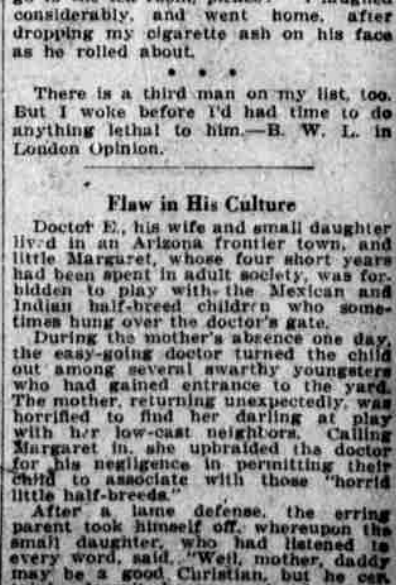 considerably, and went home, after
dropping my cigarette ash on his face
as he rolled about.
* * *
There is a third man on my list, too.
But I woke before I'd had time to do
anything lethal to him.—B. W. L. in
London Opinion.
Flaw in His Culture
Doctor E., his wife and small daughter
lived in an Arizona frontier town, and
little Margaret, whose four short years
had been spent in adult society, was for-
bidden to play with the Mexican and
Indian half-breed children who some-
times hung over the doctor's gate.
During the mother's absence one day,
the easy-going doctor turned the child
out among several swarthy youngsters
who had gained entrance to the yard.
The mother, returning unexpectedly, was
horrified to find her darling at play
with her low-cast neighbors. Calling
Margaret in, she upbraided the doctor
for his negligence in permitting their
child to associate with those "horrid
little half-breeds."
After a lame defense, the erring
parent took himself off, whereupon the
small daughter, who had listened to
every word, said, "Well, mother, daddy
may be a good Christian, but he can